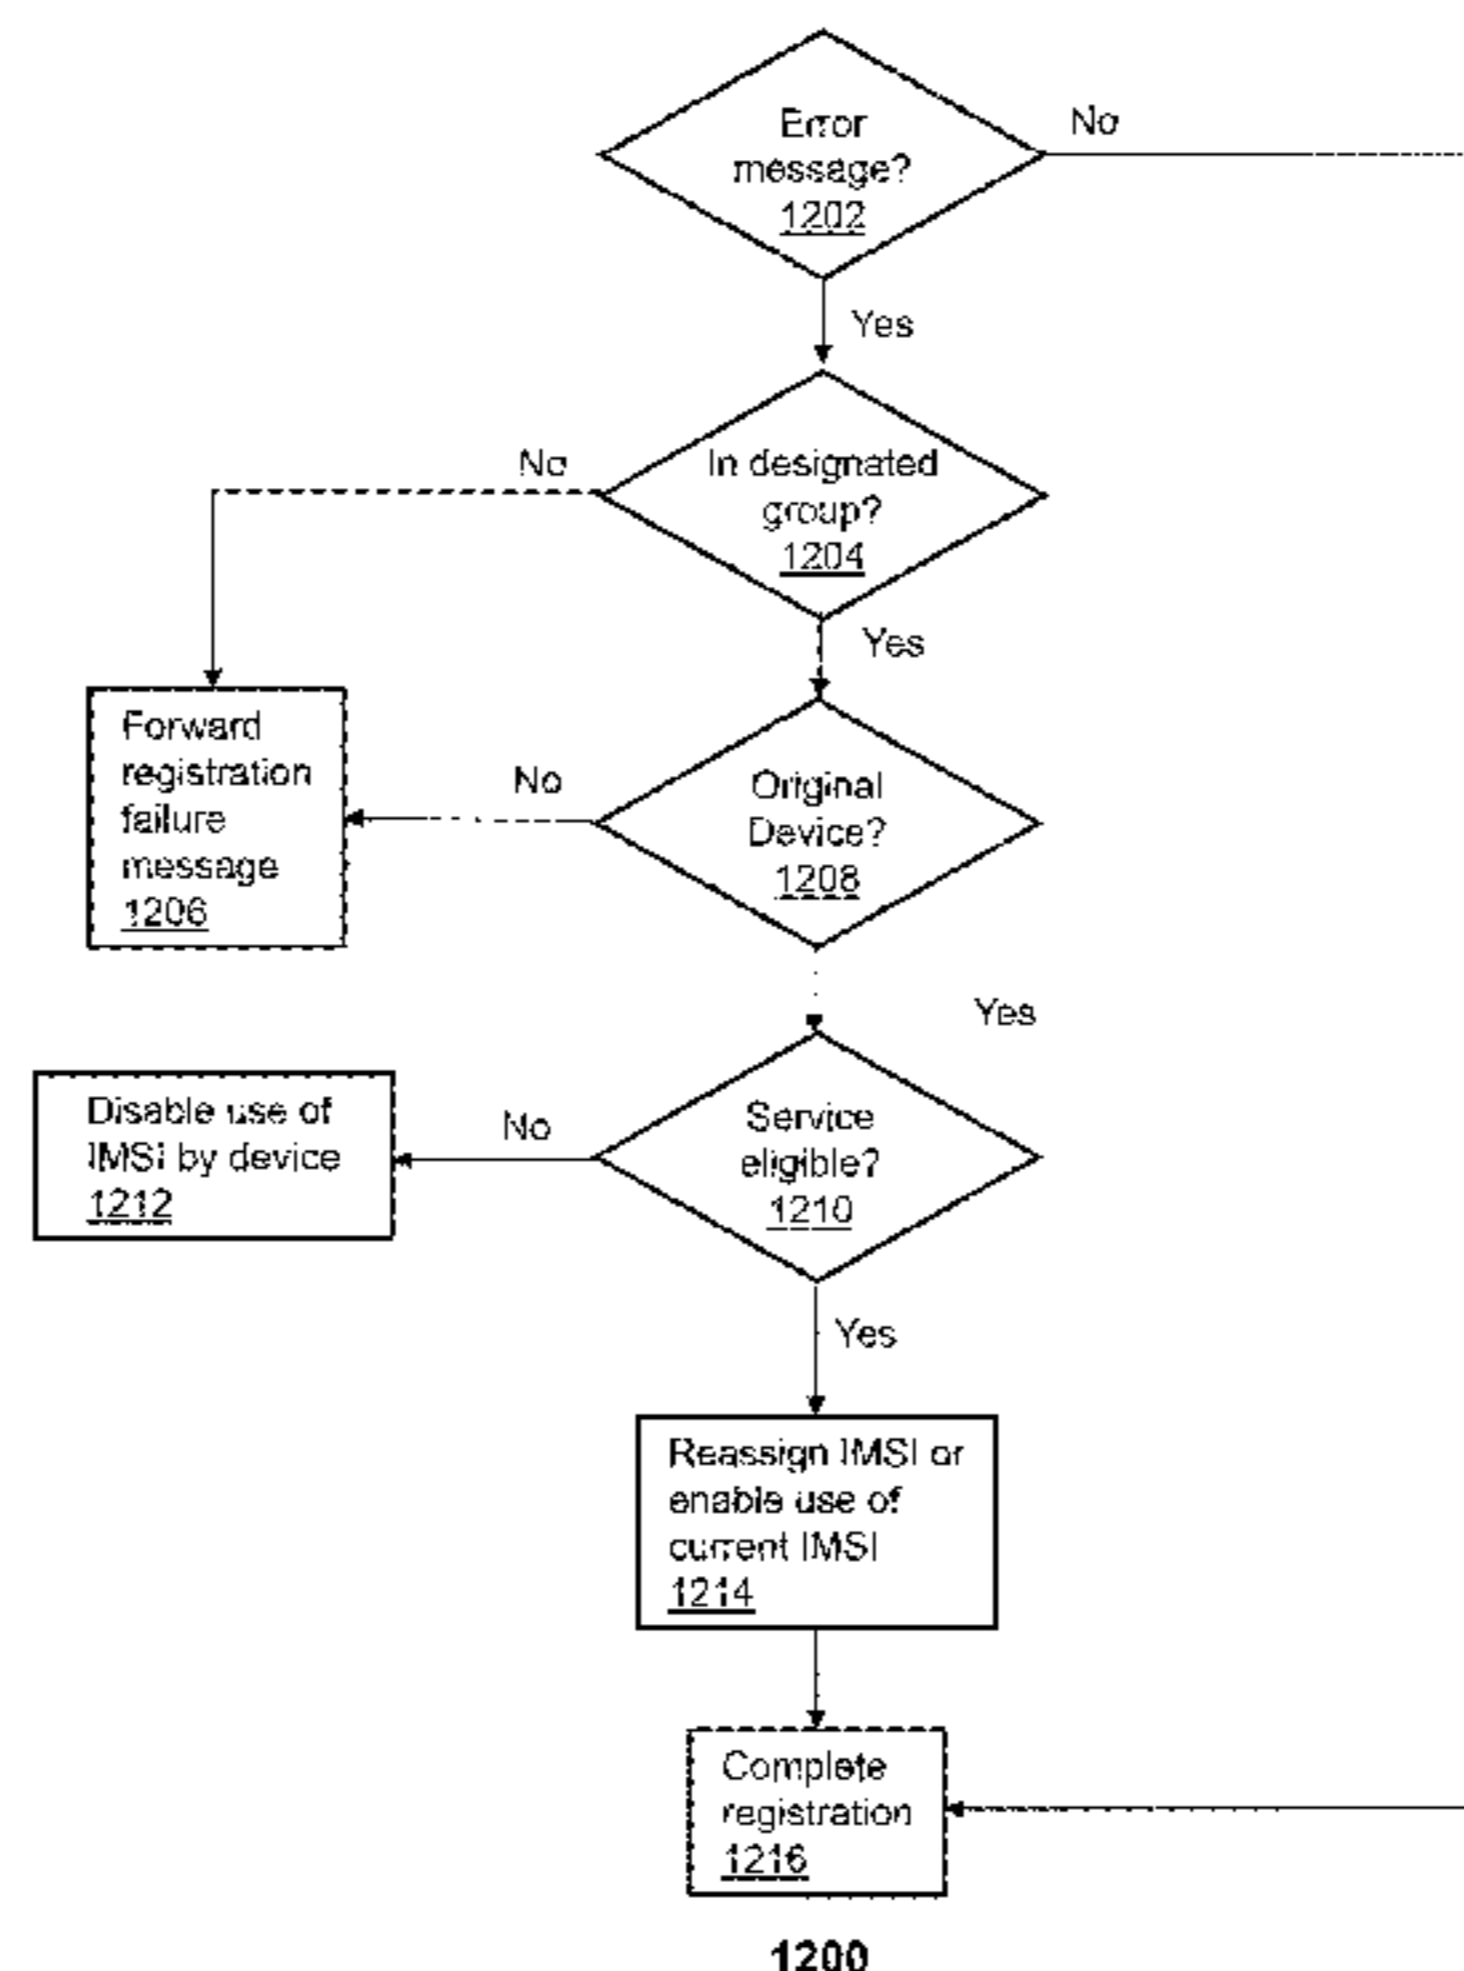 Error
message?
1202
No
Yes
In designated
group?
1204
No
Yes
Forward
registration
failure
message
1206
No
Original
Device?
1208
Yes
Disable use of
IMSI by device
1212
No
Service
eligible?
1210
Yes
Reassign IMSI or
enable use of
current IMSI
1214
Complete
registration
1216
1200